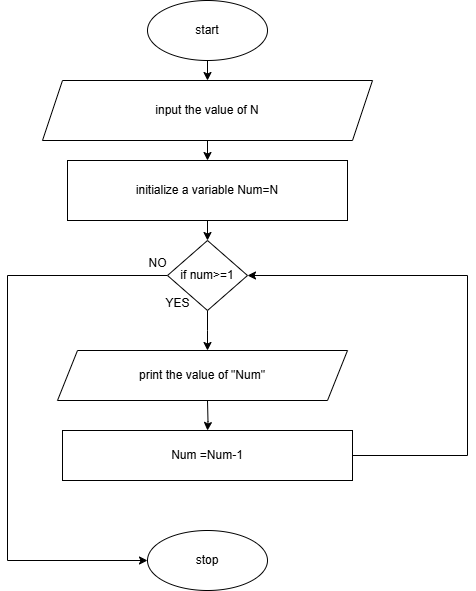 start
input the value of N
initialize a variable Num=N
NO
if num>=1
YES
print the value of "Num"
Num =Num-1
stop